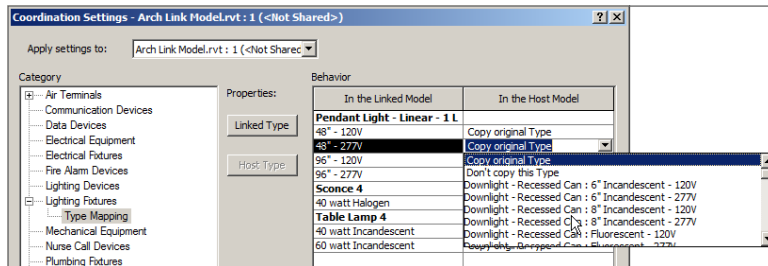 Coordination Settings - Arch Link Model.rvt : 1 (<Not Shared>)
Apply settings to:
Arch Link Model.rvt : 1 (<Not Sharec
Category
Air Terminals
Communication Devices
Data Devices
Electrical Equipment
Electrical Fixtures
Fire Alarm Devices
Lighting Devices
Lighting Fixtures
Type Mapping
Mechanical Equipment
Nurse Call Devices
Plumbing Fixtures
Properties:
Linked Type
Host Type
Behavior
In the Linked Model In the Host Model
Pendant Light - Linear - 1 L
48" - 120V Copy original Type
48" - 277V Copy original Type
96" - 120V
96" - 277V
Sconce 4
40 watt Halogen
Table Lamp 4
40 watt Incandescent
60 watt Incandescent
Copy original Type
Don't copy this Type
Downlight - Recessed Can : 6" Incandescent - 120V
Downlight - Recessed Can : 6" Incandescent - 277V
Downlight - Recessed Can : 8" Incandescent - 120V
Downlight - Recessed Can : 8" Incandescent - 277V
Downlight - Recessed Can : Fluorescent - 120V
Downlight - Recessed Can : Fluorescent - 277V